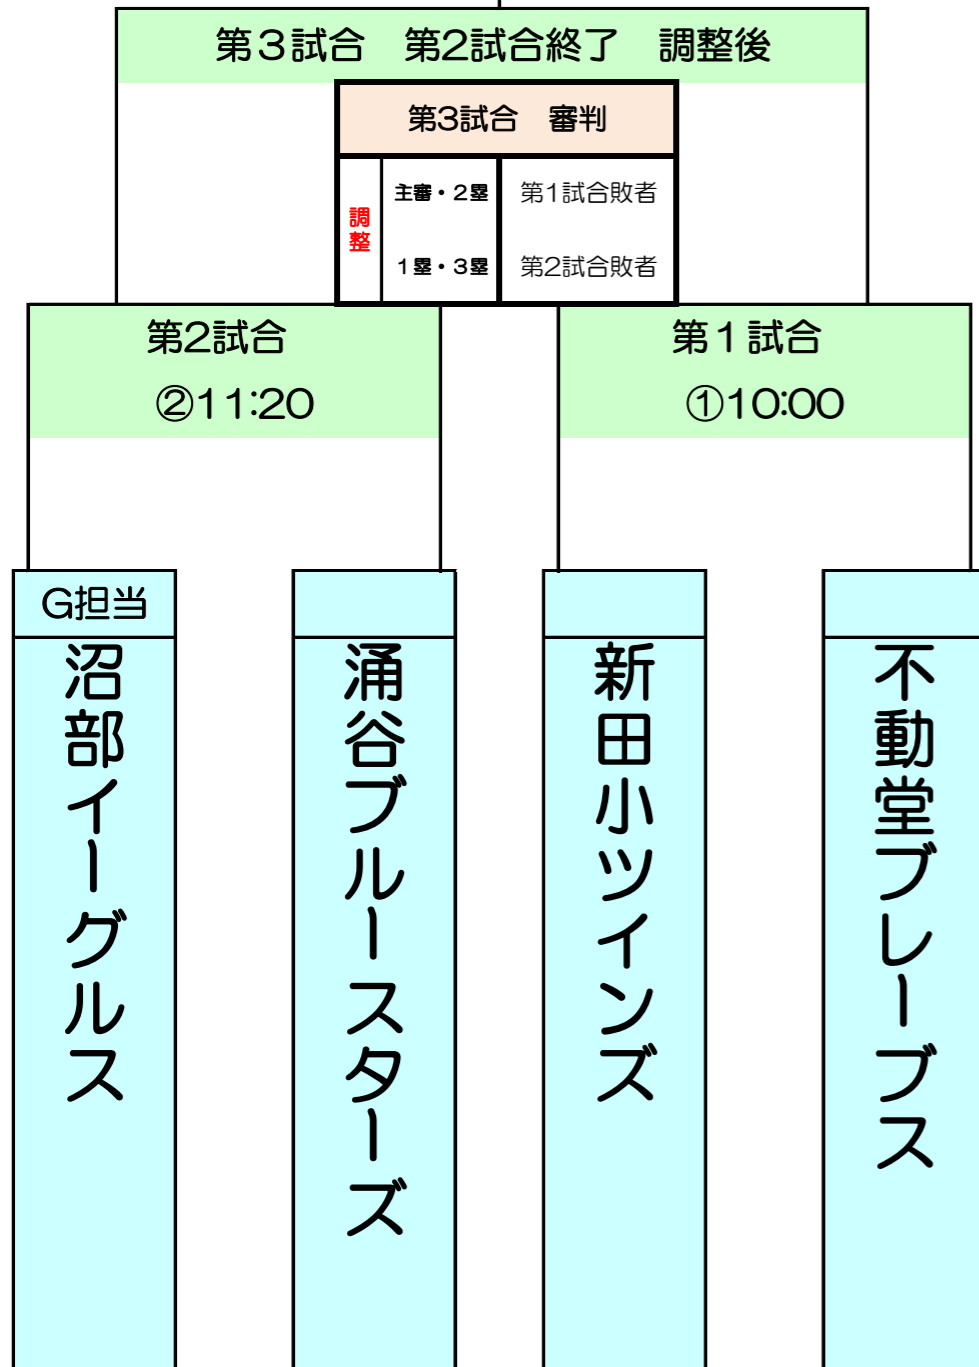 第３試合　第2試合終了　調整後
第3試合　審判
調整
主審・２塁
第1試合敗者
１塁・３塁
第2試合敗者
第2試合
②11:20
第１試合
①10:00
G担当
沼部イーグルス
涌谷ブルースターズ
新田小ツインズ
不動堂ブレーブス